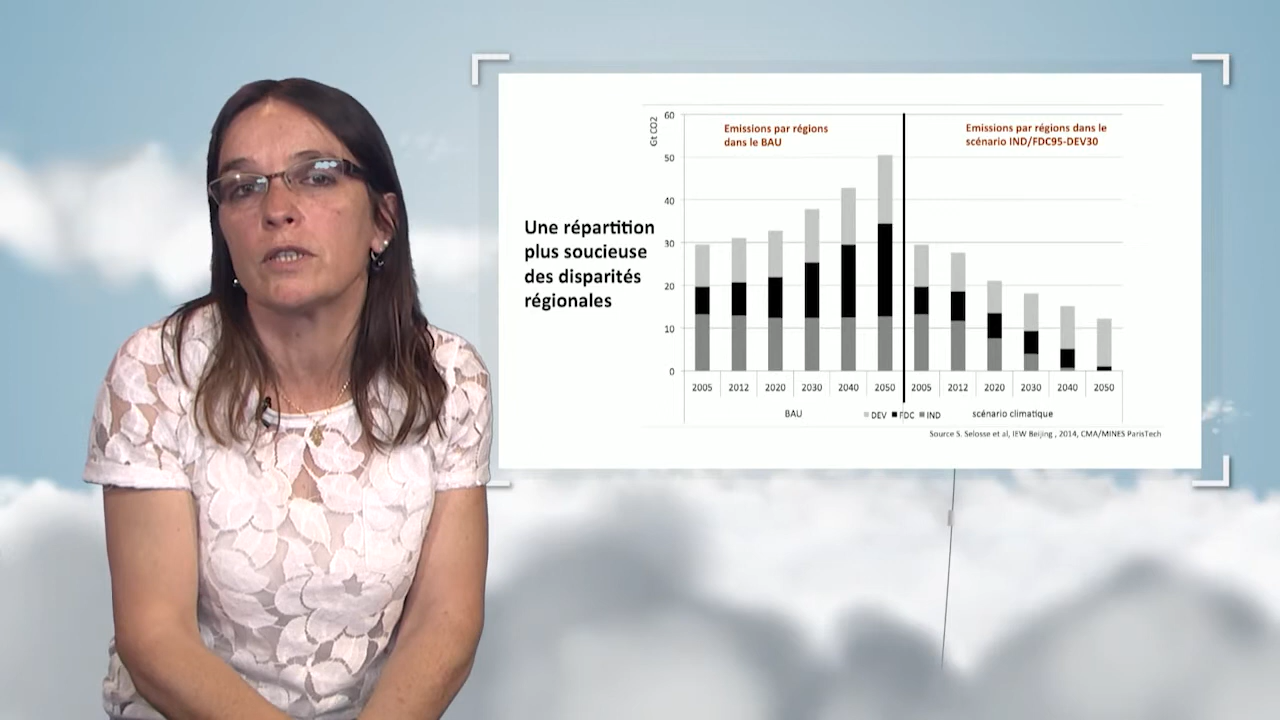 Une répartition
plus soucieuse
des disparités
régionales
Gt CO2
60
50
40
30
20
10
0
Emissions par régions
dans le BAU
Emissions par régions dans le
scénario IND/FDC95-DEV30
2005 2012 2020 2030 2040 2050 2005 2012 2020 2030 2040 2050
BAU
DEV FDC IND
scénario climatique
Source S. Selosse et al, IEW Beijing , 2014, CMA/MINES ParisTech